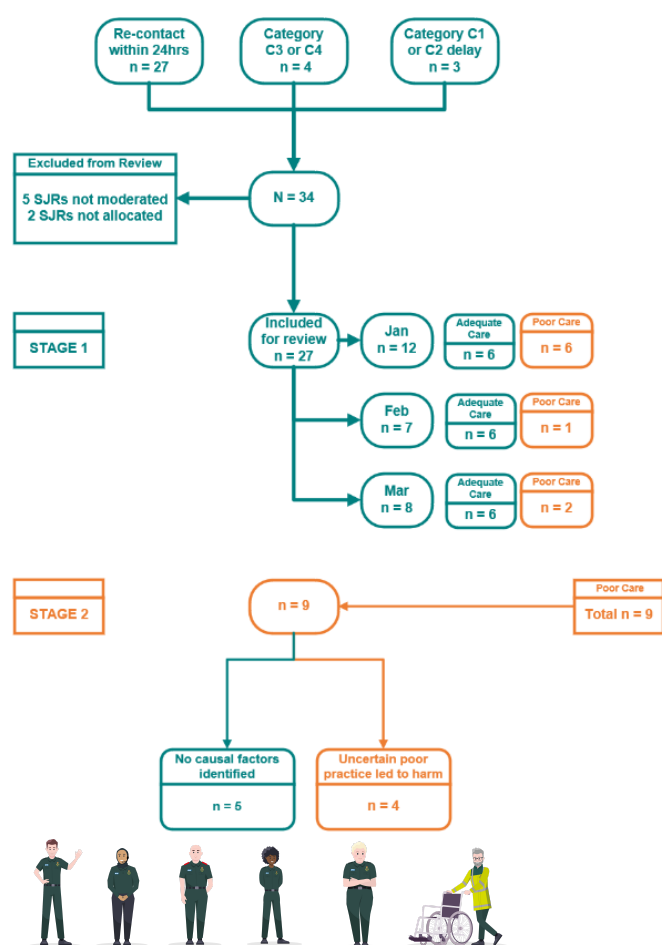 Re-contact
within 24hrs
n = 27
Category
C3 or C4
n = 4
Category C1
or C2 delay
n = 3
Excluded from Review
5 SJRs not moderated
2 SJRs not allocated
N = 34
STAGE 1
Included
for review
n = 27
Jan
n = 12
Adequate
Care
n = 6
Poor Care
n = 6
Feb
n = 7
Adequate
Care
n = 6
Poor Care
n = 1
Mar
n = 8
Adequate
Care
n = 6
Poor Care
n = 2
STAGE 2
n = 9
Poor Care
Total n = 9
No causal factors
identified
n = 5
Uncertain poor
practice led to harm
n = 4